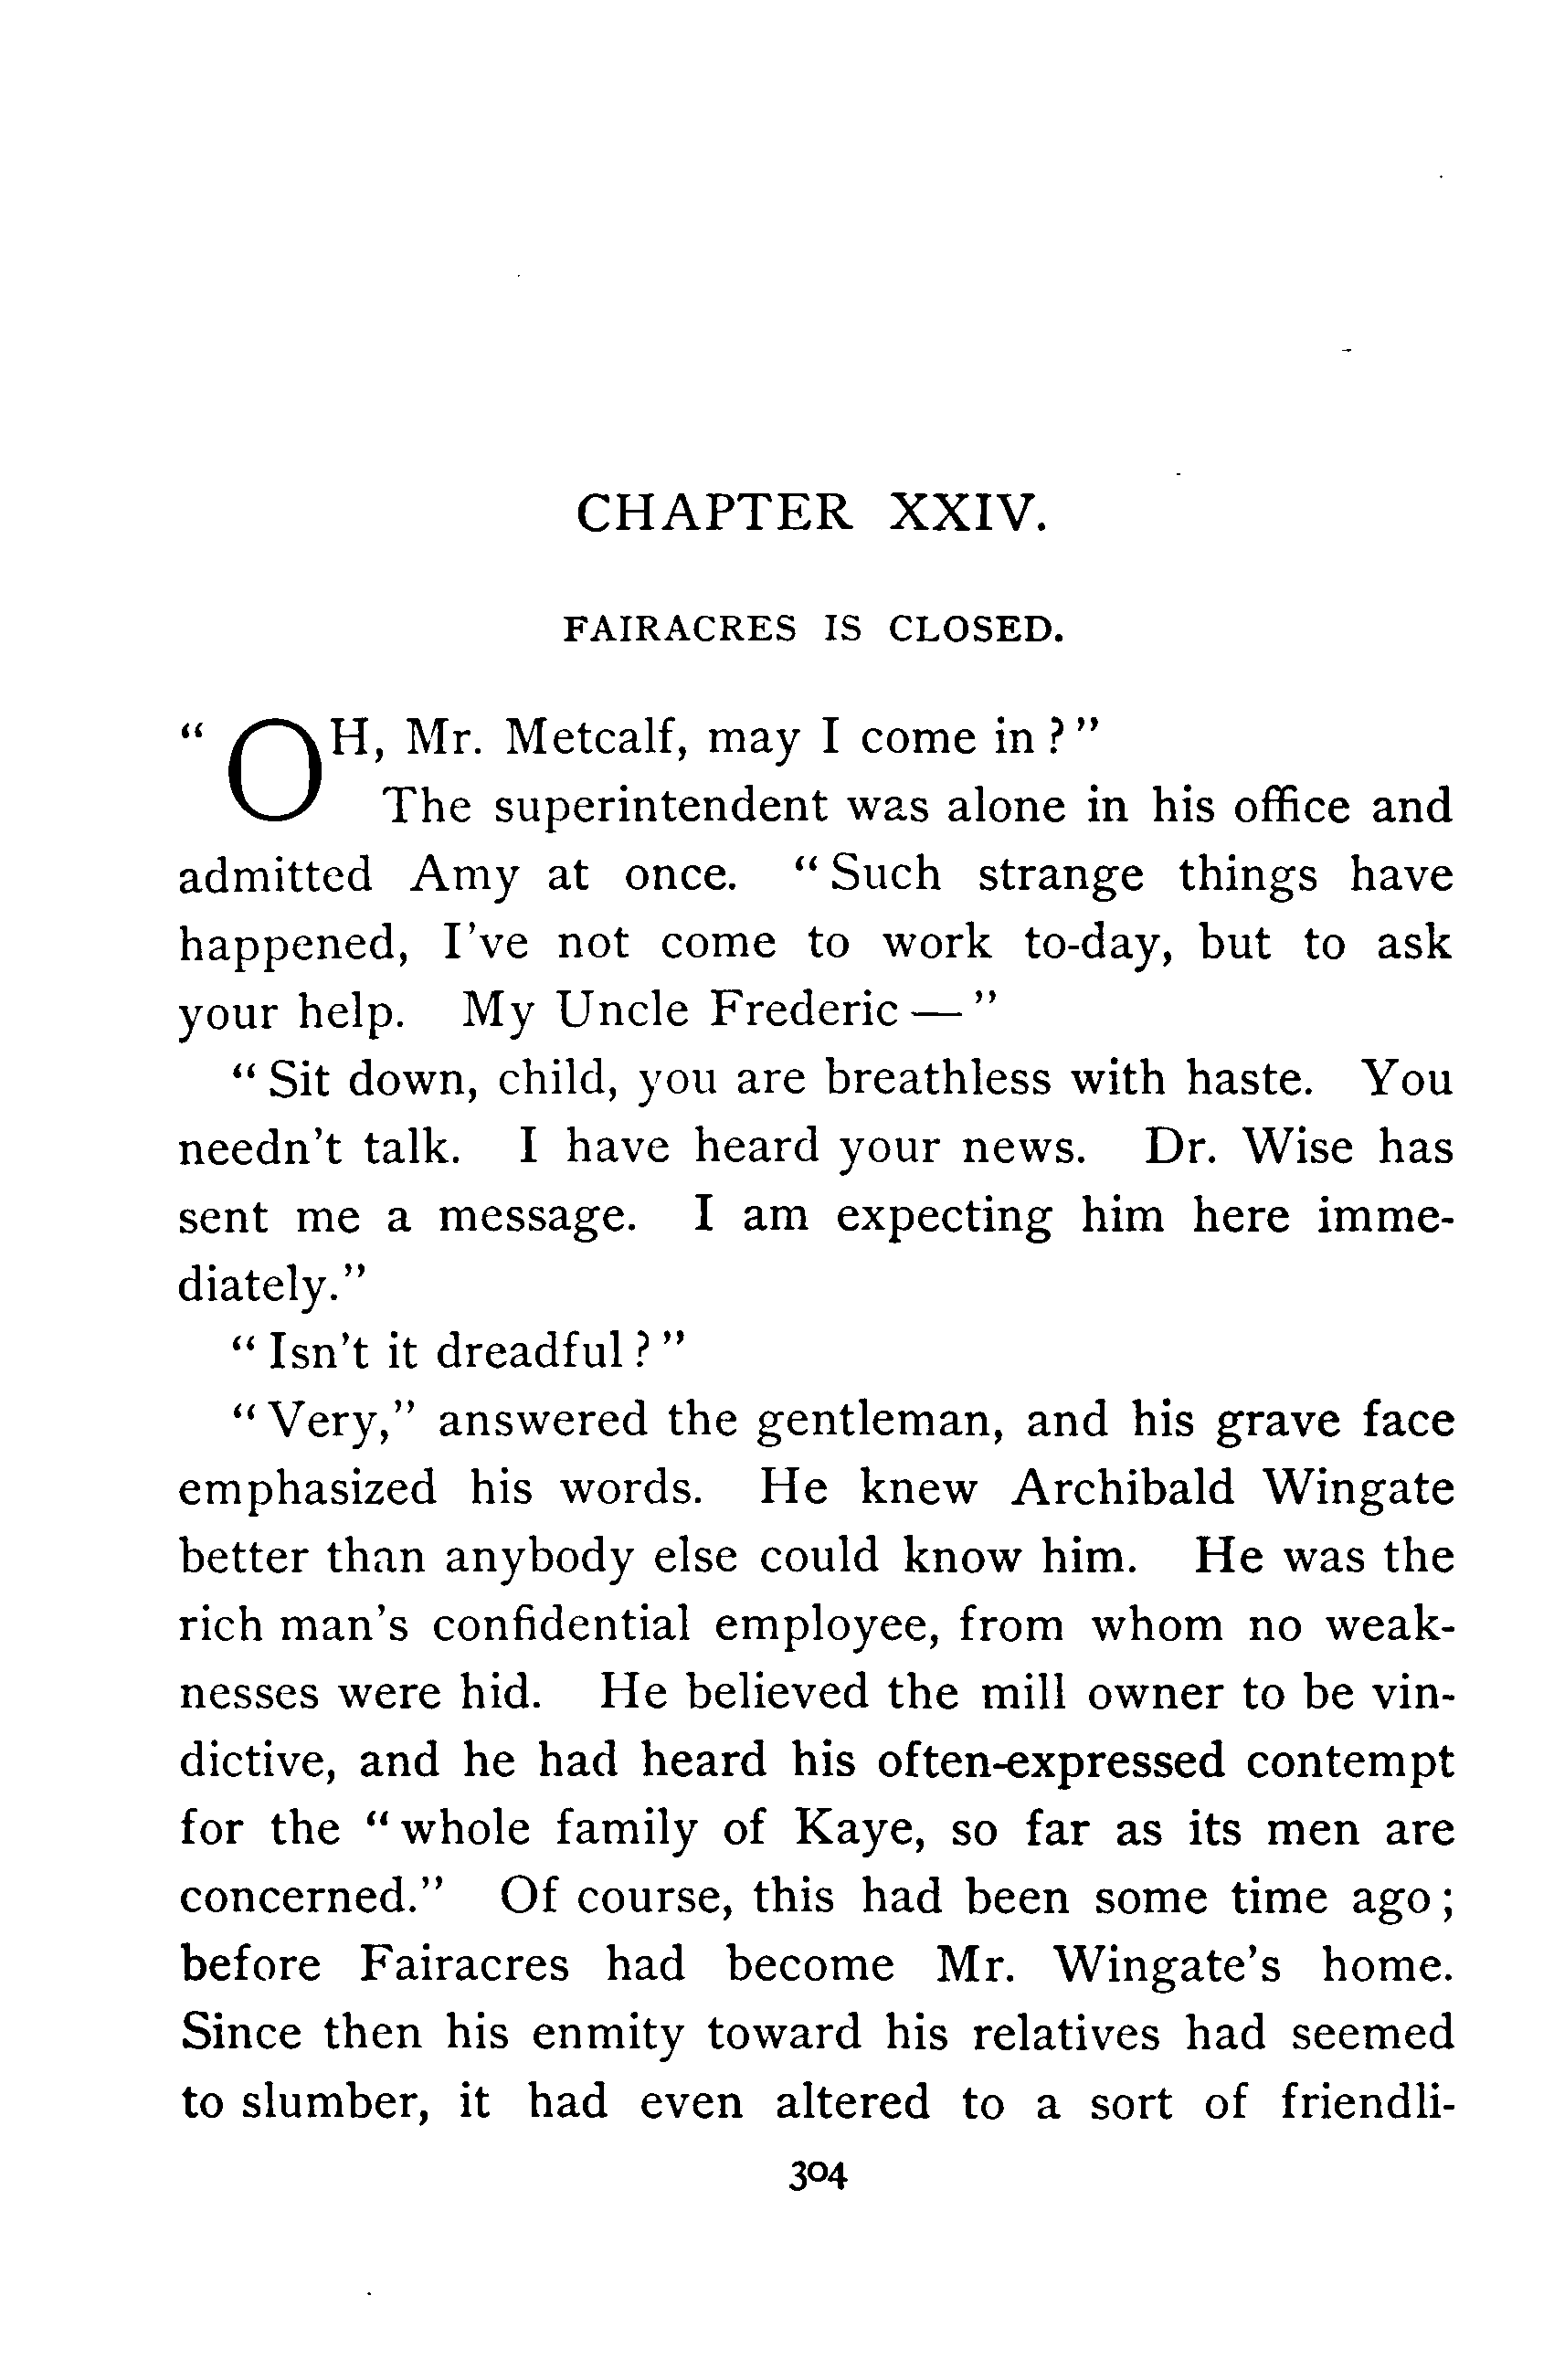 CHAPTER XXIV.
FAIRACRES IS CLOSED.
“ OH, Mr. Metcalf, may I come in ? ”
The superintendent was alone in his office and
admitted Amy at once. “ Such strange things have
happened, I’ve not come to work to-day, but to ask
your help. My Uncle Frederic — ”
“ Sit down, child, you are breathless with haste. You
needn’t talk. I have heard your news. Dr. Wise has
sent me a message. I am expecting him here imme-
diately.”
“ Isn’t it dreadful ? ”
“ Very,” answered the gentleman, and his grave face
emphasized his words. He knew Archibald Wingate
better than anybody else could know him. He was the
rich man’s confidential employee, from whom no weak-
nesses were hid. He believed the mill owner to be vin-
dictive, and he had heard his often-expressed contempt
for the “ whole family of Kaye, so far as its men are
concerned.” Of course, this had been some time ago ;
before Fairacres had become Mr. Wingate’s home.
Since then his enmity toward his relatives had seemed
to slumber, it had even altered to a sort of friendli-
304